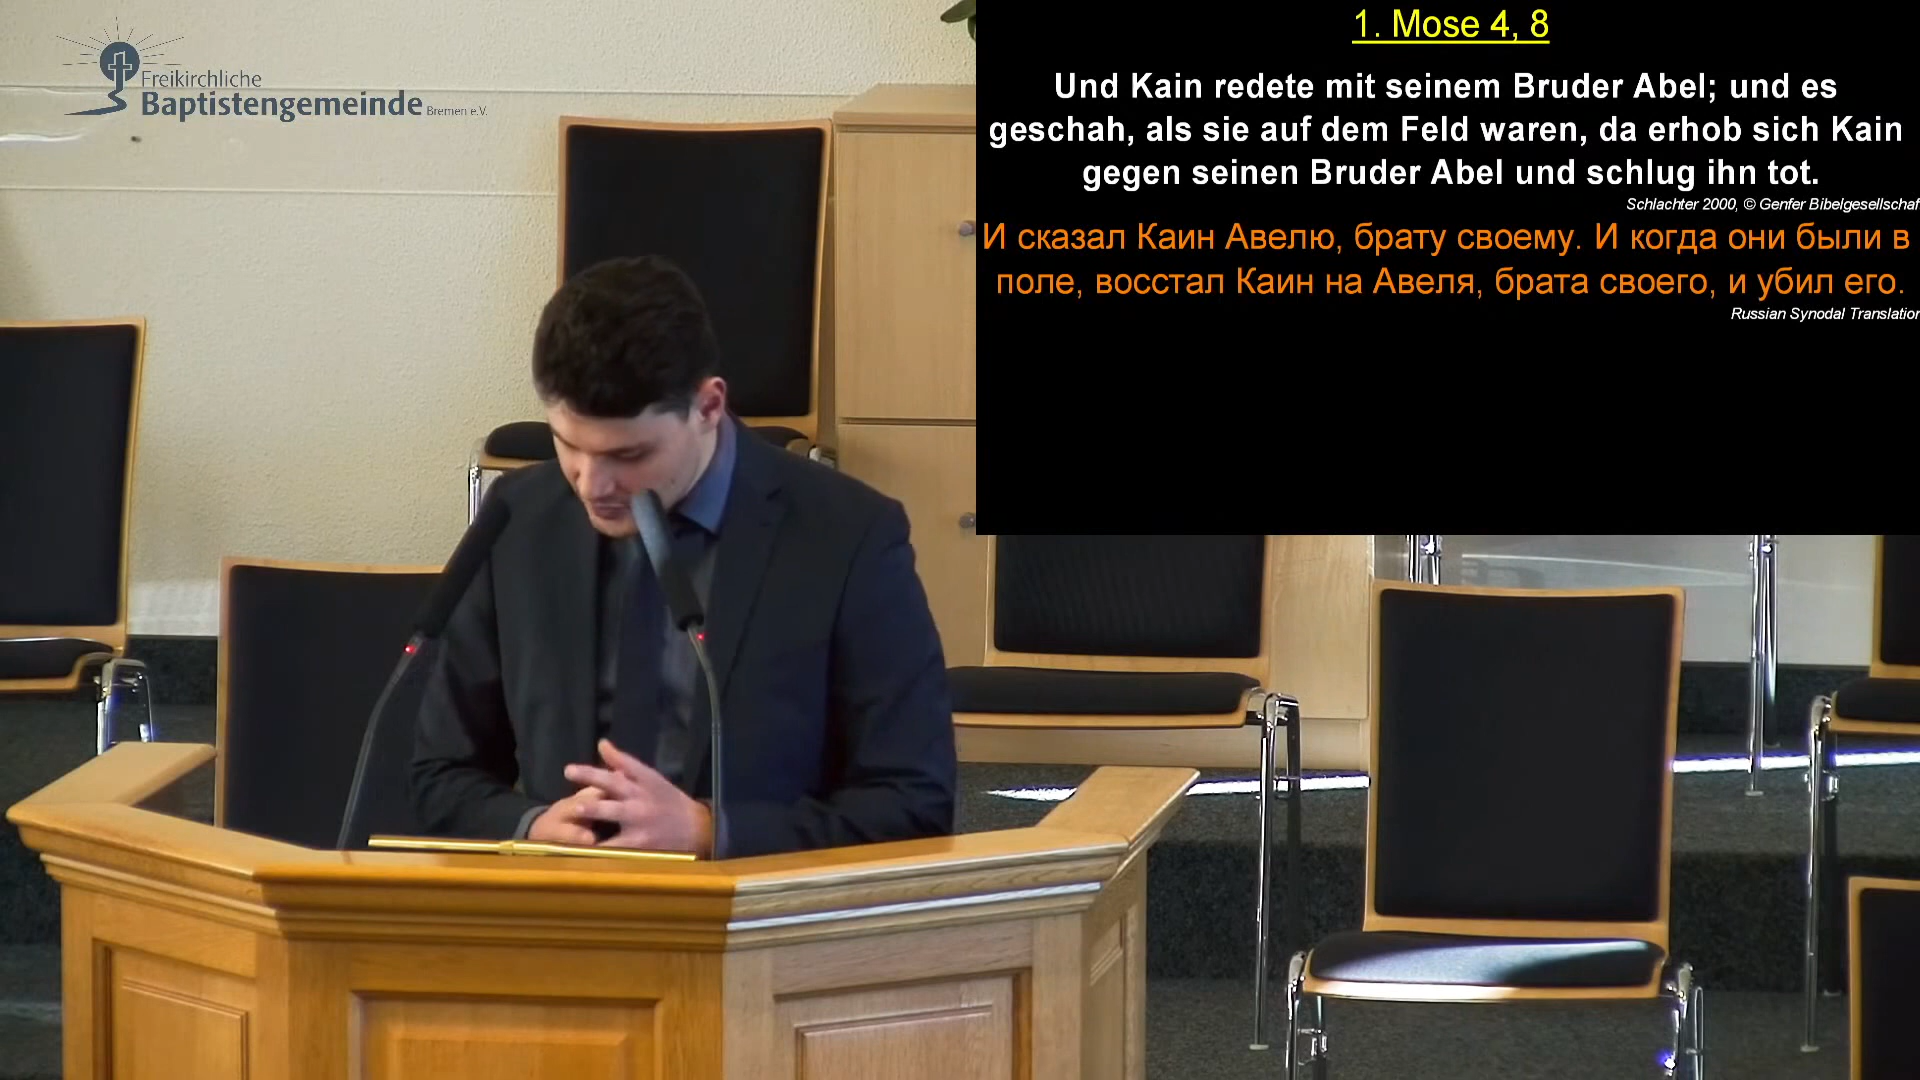 Freikirchliche
Baptistengemeinde Bremen e.V.
1. Mose 4, 8
Und Kain redete mit seinem Bruder Abel; und es
geschah, als sie auf dem Feld waren, da erhob sich Kain
gegen seinen Bruder Abel und schlug ihn tot.
Schlachter 2000, © Genfer Bibelgesellschaf
И сказал Каин Авелю, брату своему. И когда они были в
поле, восстал Каин на Авеля, брата своего, и убил его.
Russian Synodal Translation